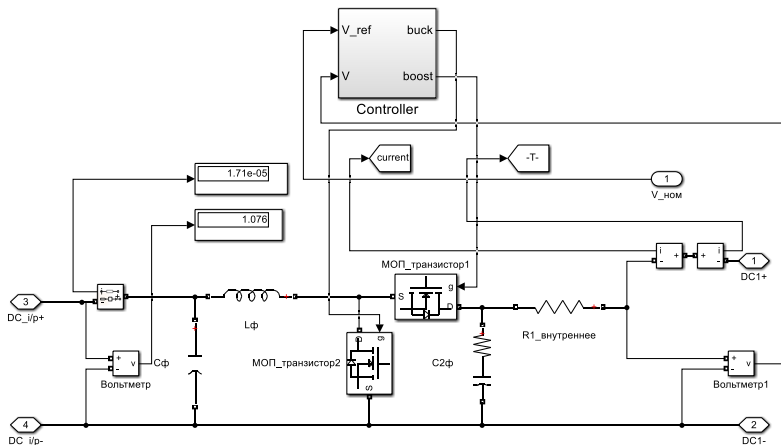 V_ref
buck
V
boost
Controller
current
-T-
1.71e-05
1
V_ном
1.076
МОП_транзистор1
i
+
-
+
i
-
1
DC1+
g
S
D
3
DC_i/p+
Lф
R1_внутреннее
МОП_транзистор2
D
g
S
C2ф
+
-
v
Вольтметр
Cф
+
-
v
Вольтметр1
4
DC_i/p-
2
DC1-